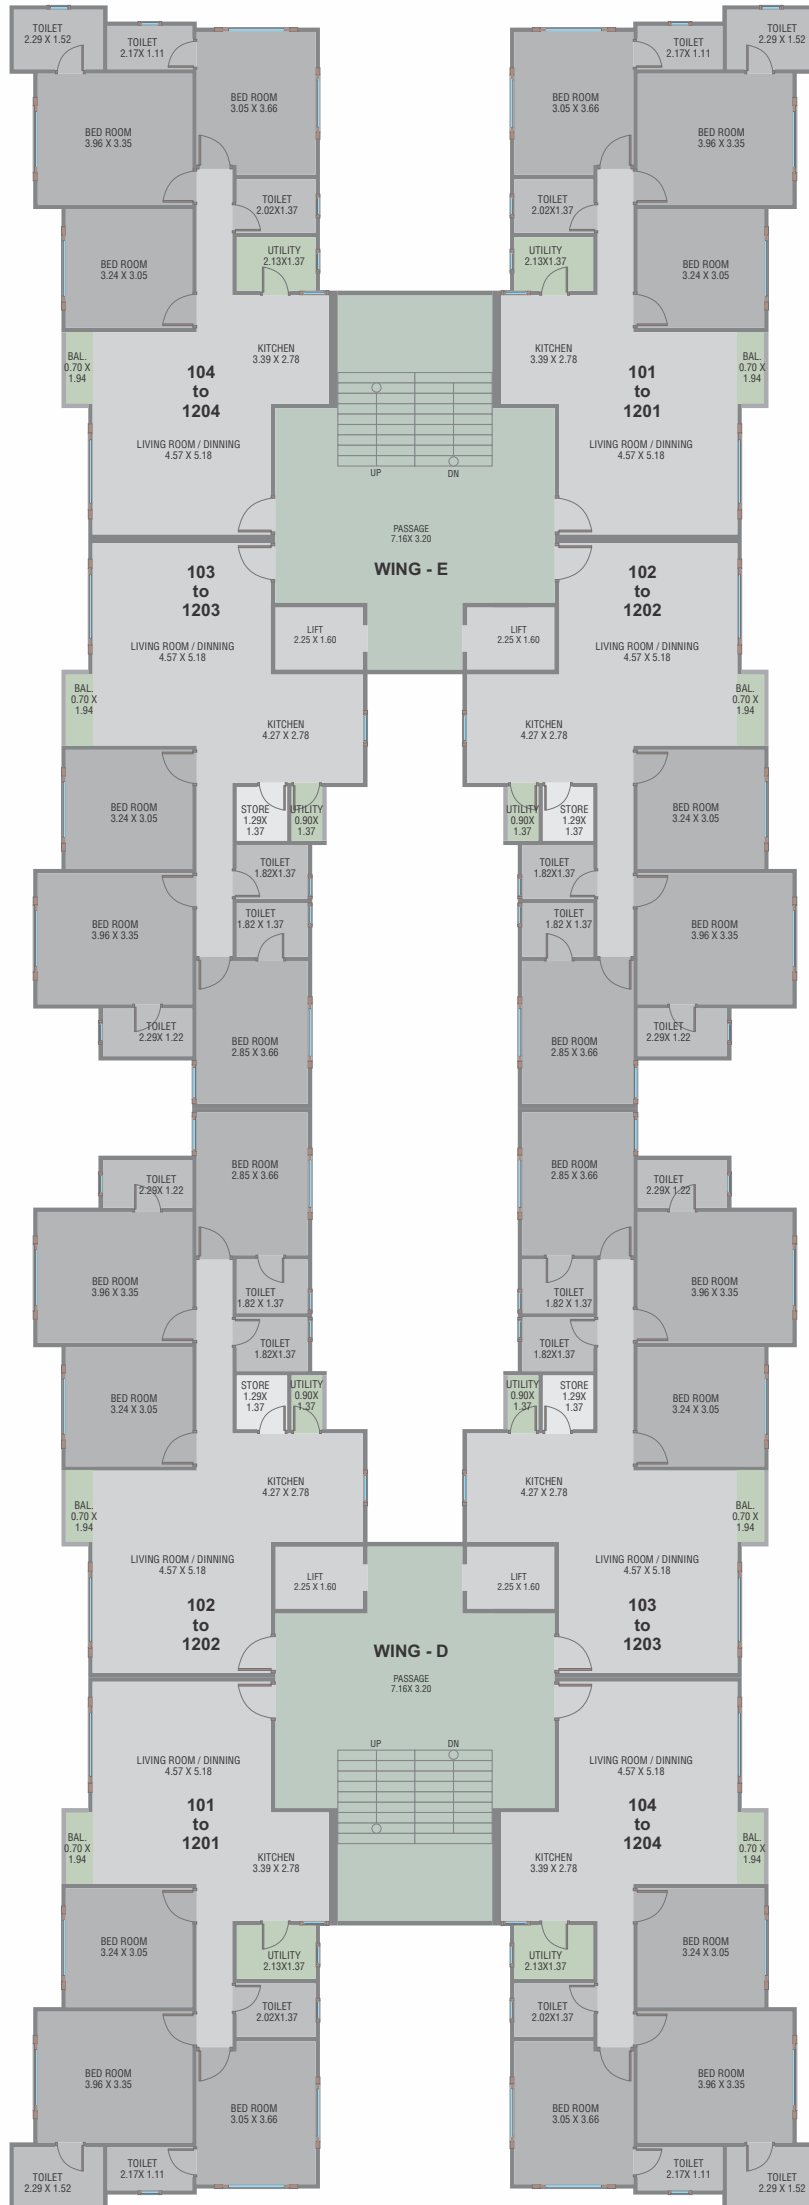 TOILET
2.29 X 1.52
TOILET
2.17X 1.11
BED ROOM
3.05 X 3.66
BED ROOM
3.96 X 3.35
TOILET
2.02X1.37
BED ROOM
3.24 X 3.05
UTILITY
2.13X1.37
KITCHEN
3.39 X 2.78
BAL.
0.70 X
1.94
104
to
1204
LIVING ROOM / DINNING
4.57 X 5.18
TOILET
2.17X 1.11
TOILET
2.29 X 1.52
BED ROOM
3.05 X 3.66
BED ROOM
3.96 X 3.35
TOILET
2.02X1.37
BED ROOM
3.24 X 3.05
UTILITY
2.13X1.37
KITCHEN
3.39 X 2.78
BAL.
0.70 X
1.94
101
to
1201
LIVING ROOM / DINNING
4.57 X 5.18
UP
DN
PASSAGE
7.16X 3.20
WING - E
LIFT
2.25 X 1.60
LIFT
2.25 X 1.60
103
to
1203
LIVING ROOM / DINNING
4.57 X 5.18
BAL.
0.70 X
1.94
KITCHEN
4.27 X 2.78
BED ROOM
3.24 X 3.05
STORE
1.29X
1.37
UTILITY
0.90X
1.37
TOILET
1.82X1.37
TOILET
1.82 X 1.37
BED ROOM
3.96 X 3.35
TOILET
2.29X 1.22
BED ROOM
2.85 X 3.66
102
to
1202
LIVING ROOM / DINNING
4.57 X 5.18
BAL.
0.70 X
1.94
KITCHEN
4.27 X 2.78
UTILITY
0.90X
1.37
STORE
1.29X
1.37
BED ROOM
3.24 X 3.05
TOILET
1.82X1.37
TOILET
1.82 X 1.37
BED ROOM
3.96 X 3.35
TOILET
2.29X 1.22
BED ROOM
2.85 X 3.66
BED ROOM
2.85 X 3.66
TOILET
2.29X 1.22
BED ROOM
3.96 X 3.35
TOILET
1.82 X 1.37
TOILET
1.82X1.37
BED ROOM
3.24 X 3.05
STORE
1.29X
1.37
UTILITY
0.90X
1.37
KITCHEN
4.27 X 2.78
BAL.
0.70 X
1.94
LIVING ROOM / DINNING
4.57 X 5.18
102
to
1202
BED ROOM
2.85 X 3.66
TOILET
2.29X 1.22
BED ROOM
3.96 X 3.35
TOILET
1.82 X 1.37
TOILET
1.82X1.37
UTILITY
0.90X
1.37
STORE
1.29X
1.37
BED ROOM
3.24 X 3.05
KITCHEN
4.27 X 2.78
BAL.
0.70 X
1.94
LIVING ROOM / DINNING
4.57 X 5.18
103
to
1203
LIFT
2.25 X 1.60
LIFT
2.25 X 1.60
WING - D
PASSAGE
7.16X 3.20
UP
DN
LIVING ROOM / DINNING
4.57 X 5.18
101
to
1201
BAL.
0.70 X
1.94
KITCHEN
3.39 X 2.78
BED ROOM
3.24 X 3.05
UTILITY
2.13X1.37
TOILET
2.02X1.37
BED ROOM
3.96 X 3.35
BED ROOM
3.05 X 3.66
TOILET
2.29 X 1.52
TOILET
2.17X 1.11
LIVING ROOM / DINNING
4.57 X 5.18
104
to
1204
BAL.
0.70 X
1.94
KITCHEN
3.39 X 2.78
BED ROOM
3.24 X 3.05
UTILITY
2.13X1.37
TOILET
2.02X1.37
BED ROOM
3.96 X 3.35
BED ROOM
3.05 X 3.66
TOILET
2.17X 1.11
TOILET
2.29 X 1.52